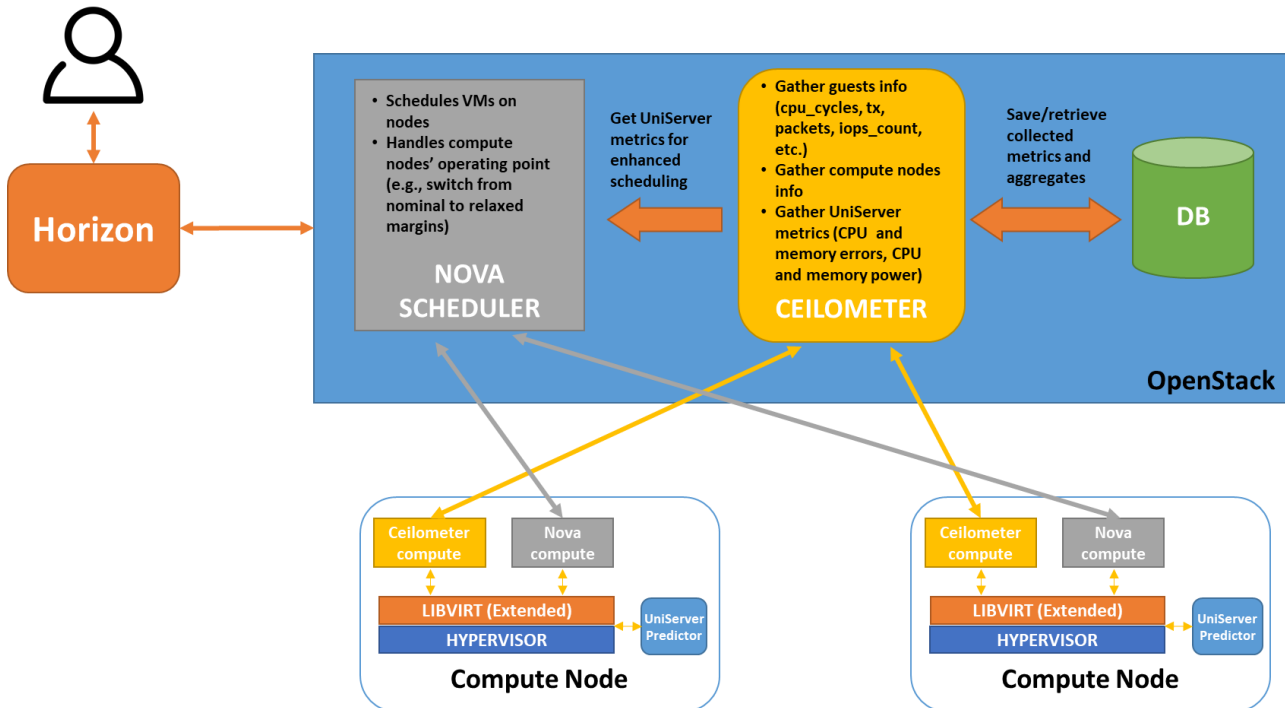 Horizon
• Schedules VMs on
nodes
• Handles compute
nodes’ operating point
(e.g., switch from
nominal to relaxed
margins)
NOVA
SCHEDULER
Get UniServer
metrics for
enhanced
scheduling
• Gather guests info
(cpu_cycles, tx,
packets, iops_count,
etc.)
• Gather compute nodes
info
• Gather UniServer
metrics (CPU and
memory errors, CPU
and memory power)
CEILOMETER
Save/retrieve
collected
metrics and
aggregates
DB
OpenStack
Ceilometer
compute
Nova
compute
LIBVIRT (Extended)
HYPERVISOR
UniServer
Predictor
Compute Node
Ceilometer
compute
Nova
compute
LIBVIRT (Extended)
HYPERVISOR
UniServer
Predictor
Compute Node